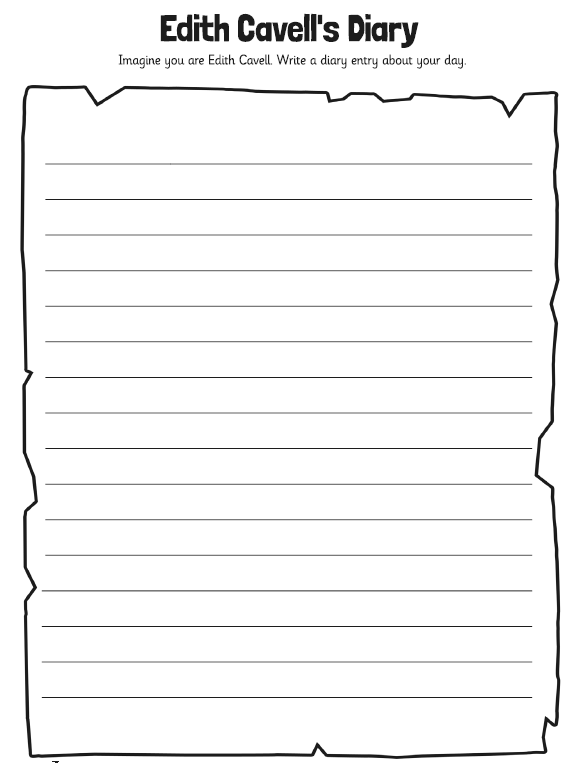 Edith Cavell's Diary
Imagine you are Edith Cavell. Write a diary entry about your day.